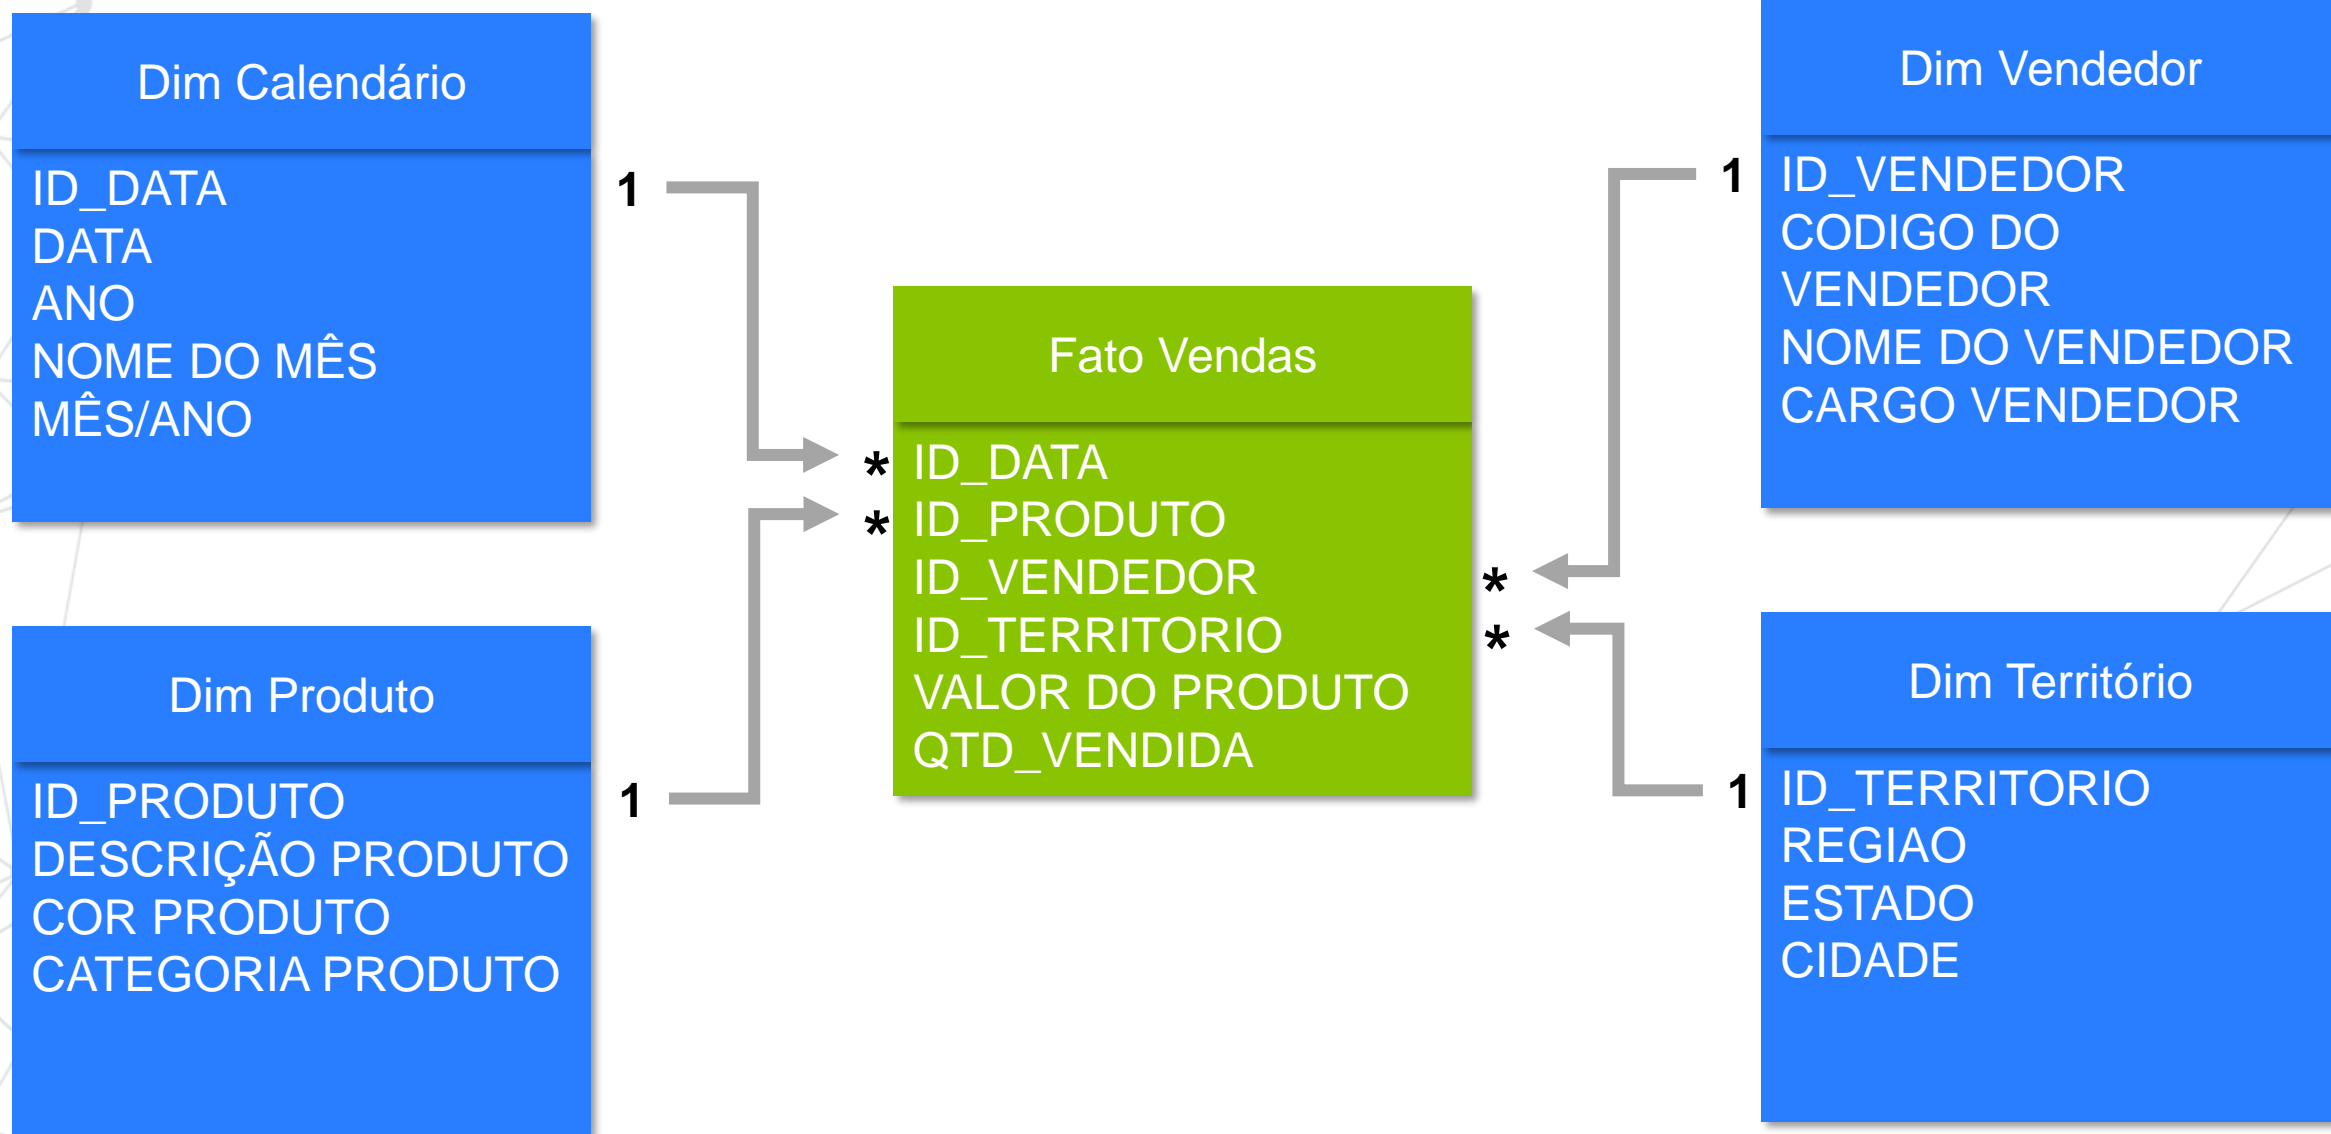 Dim Calendário
ID_DATA
DATA
ANO
NOME DO MÊS
MÊS/ANO
1
Dim Produto
ID_PRODUTO
DESCRIÇÃO PRODUTO
COR PRODUTO
CATEGORIA PRODUTO
1
Fato Vendas
* ID_DATA
* ID_PRODUTO
ID_VENDEDOR *
ID_TERRITORIO *
VALOR DO PRODUTO
QTD_VENDIDA
Dim Vendedor
1 ID_VENDEDOR
CODIGO DO
VENDEDOR
NOME DO VENDEDOR
CARGO VENDEDOR
Dim Território
1 ID_TERRITORIO
REGIAO
ESTADO
CIDADE